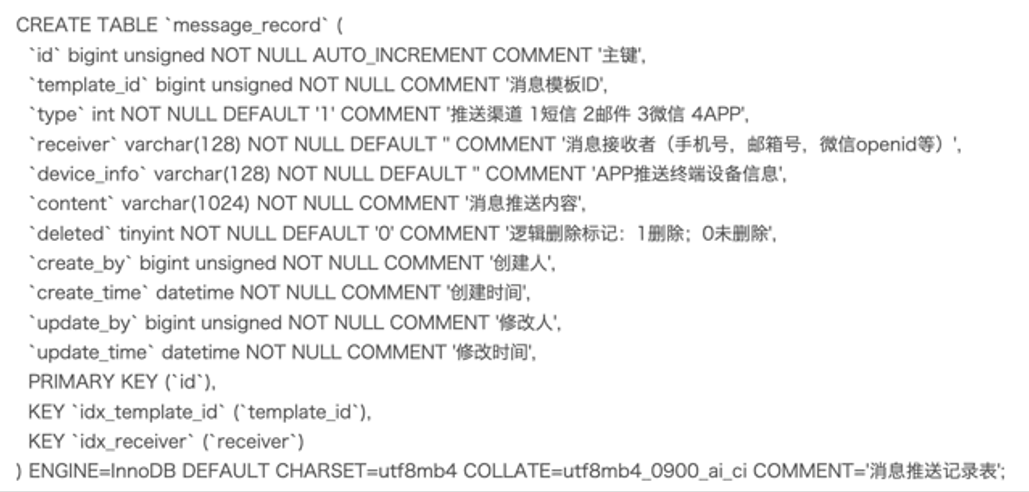 CREATE TABLE `message_record` (
`id` bigint unsigned NOT NULL AUTO_INCREMENT COMMENT '主键',
`template_id` bigint unsigned NOT NULL COMMENT '消息模板ID',
`type` int NOT NULL DEFAULT '1' COMMENT '推送渠道 1短信 2邮件 3微信 4APP',
`receiver` varchar(128) NOT NULL DEFAULT '' COMMENT '消息接收者（手机号，邮箱号，微信openid等）',
`device_info` varchar(128) NOT NULL DEFAULT '' COMMENT 'APP推送终端设备信息',
`content` varchar(1024) NOT NULL COMMENT '消息推送内容',
`deleted` tinyint NOT NULL DEFAULT '0' COMMENT '逻辑删除标记：1删除；0未删除',
`create_by` bigint unsigned NOT NULL COMMENT '创建人',
`create_time` datetime NOT NULL COMMENT '创建时间',
`update_by` bigint unsigned NOT NULL COMMENT '修改人',
`update_time` datetime NOT NULL COMMENT '修改时间',
PRIMARY KEY (`id`),
KEY `idx_template_id` (`template_id`),
KEY `idx_receiver` (`receiver`)
) ENGINE=InnoDB DEFAULT CHARSET=utf8mb4 COLLATE=utf8mb4_0900_ai_ci COMMENT='消息推送记录表';